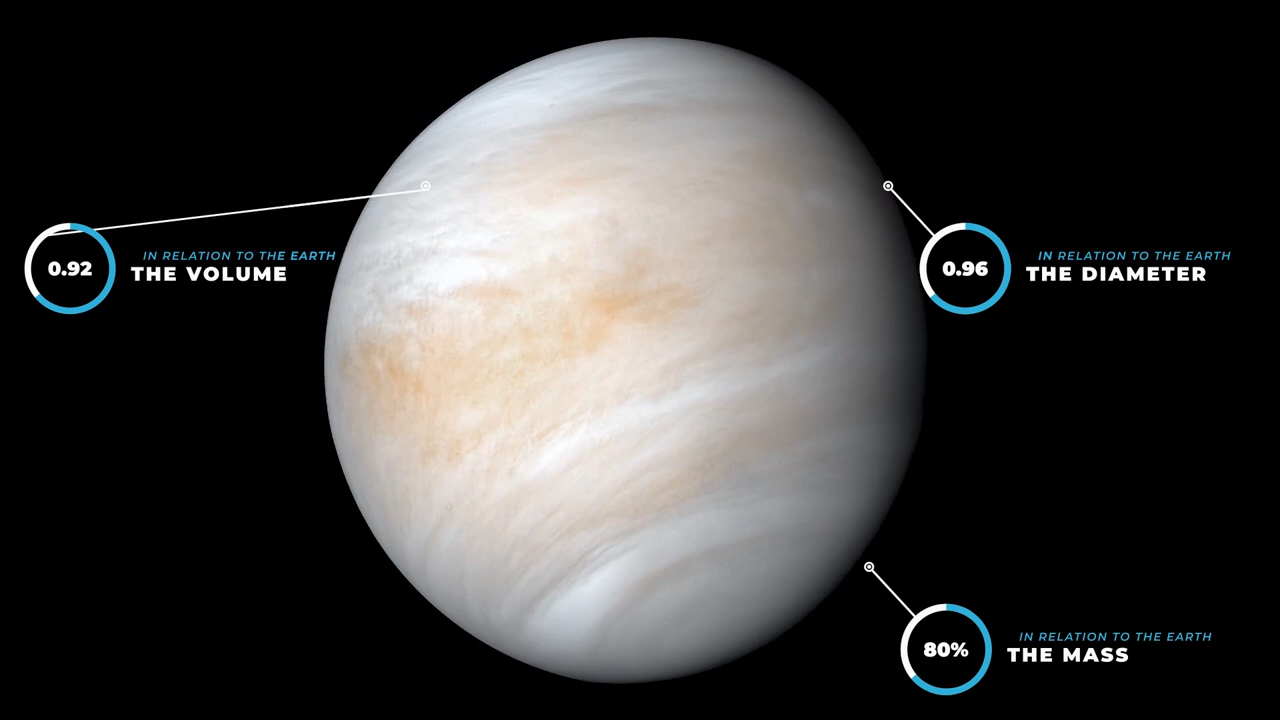 0.92
IN RELATION TO THE EARTH
THE VOLUME
0.96
IN RELATION TO THE EARTH
THE DIAMETER
80%
IN RELATION TO THE EARTH
THE MASS